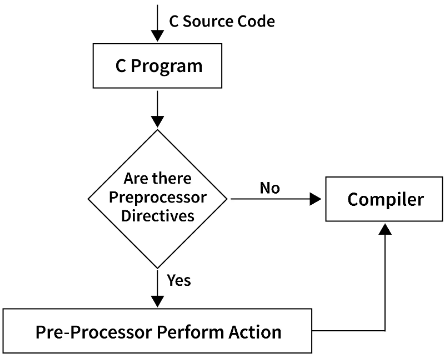 C Source Code
C Program
Are there
Preprocessor
Directives
No
Compiler
Yes
Pre-Processor Perform Action